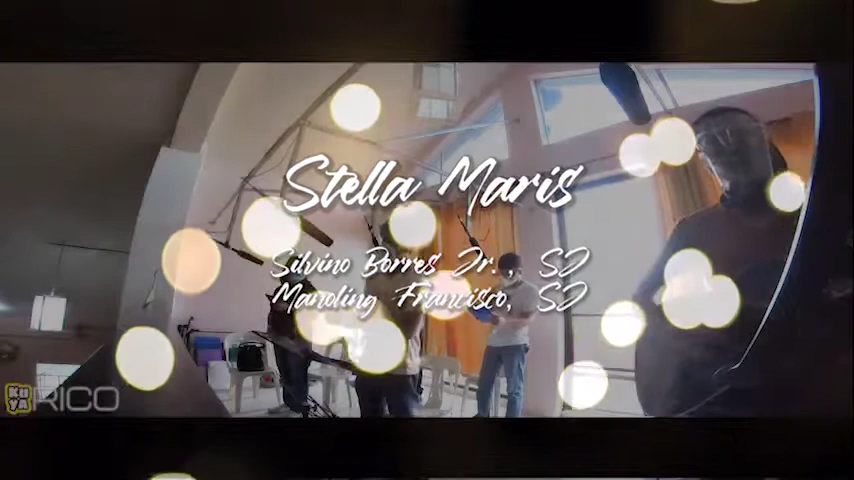 Stella Maris
Silvino Borres Jr., SJ
Manoling Francisco, SJ
KUYA RICO